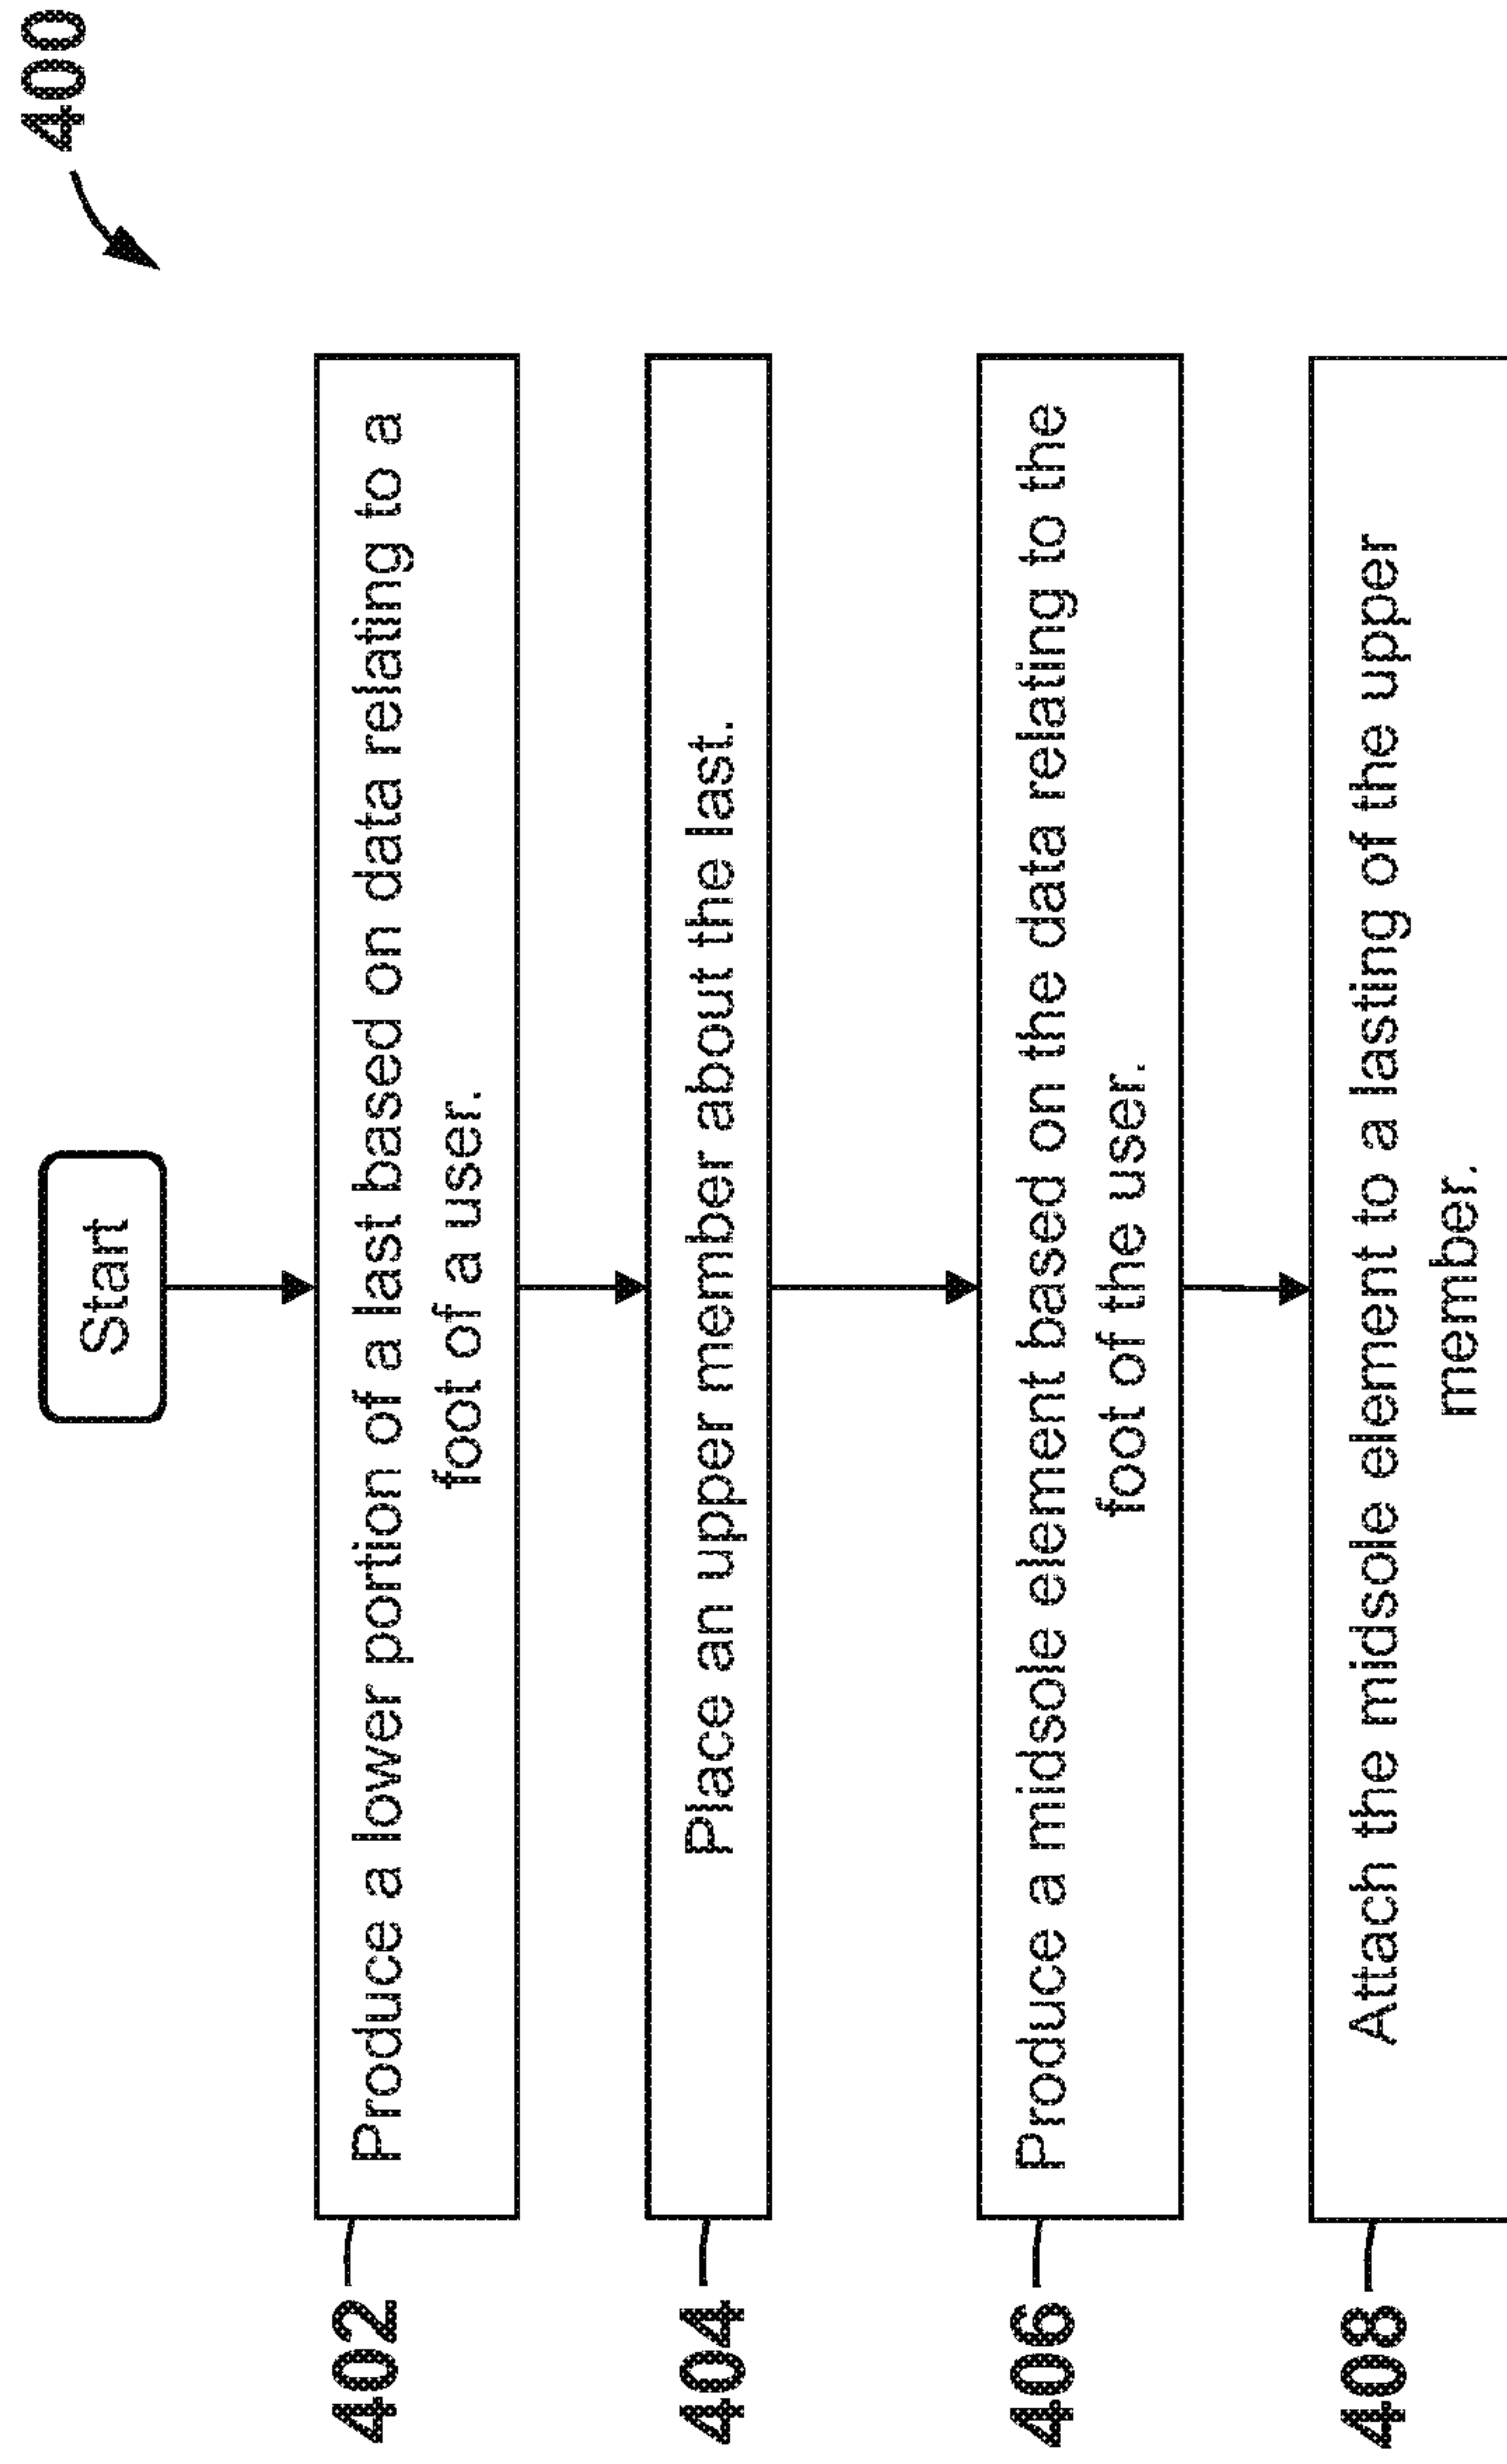 400
Start
402
Produce a lower portion of a last based on data relating to a
foot of a user.
404
Place an upper member about the last.
406
Produce a midsole element based on the data relating to the
foot of the user.
408
Attach the midsole element to a lasting of the upper
member.